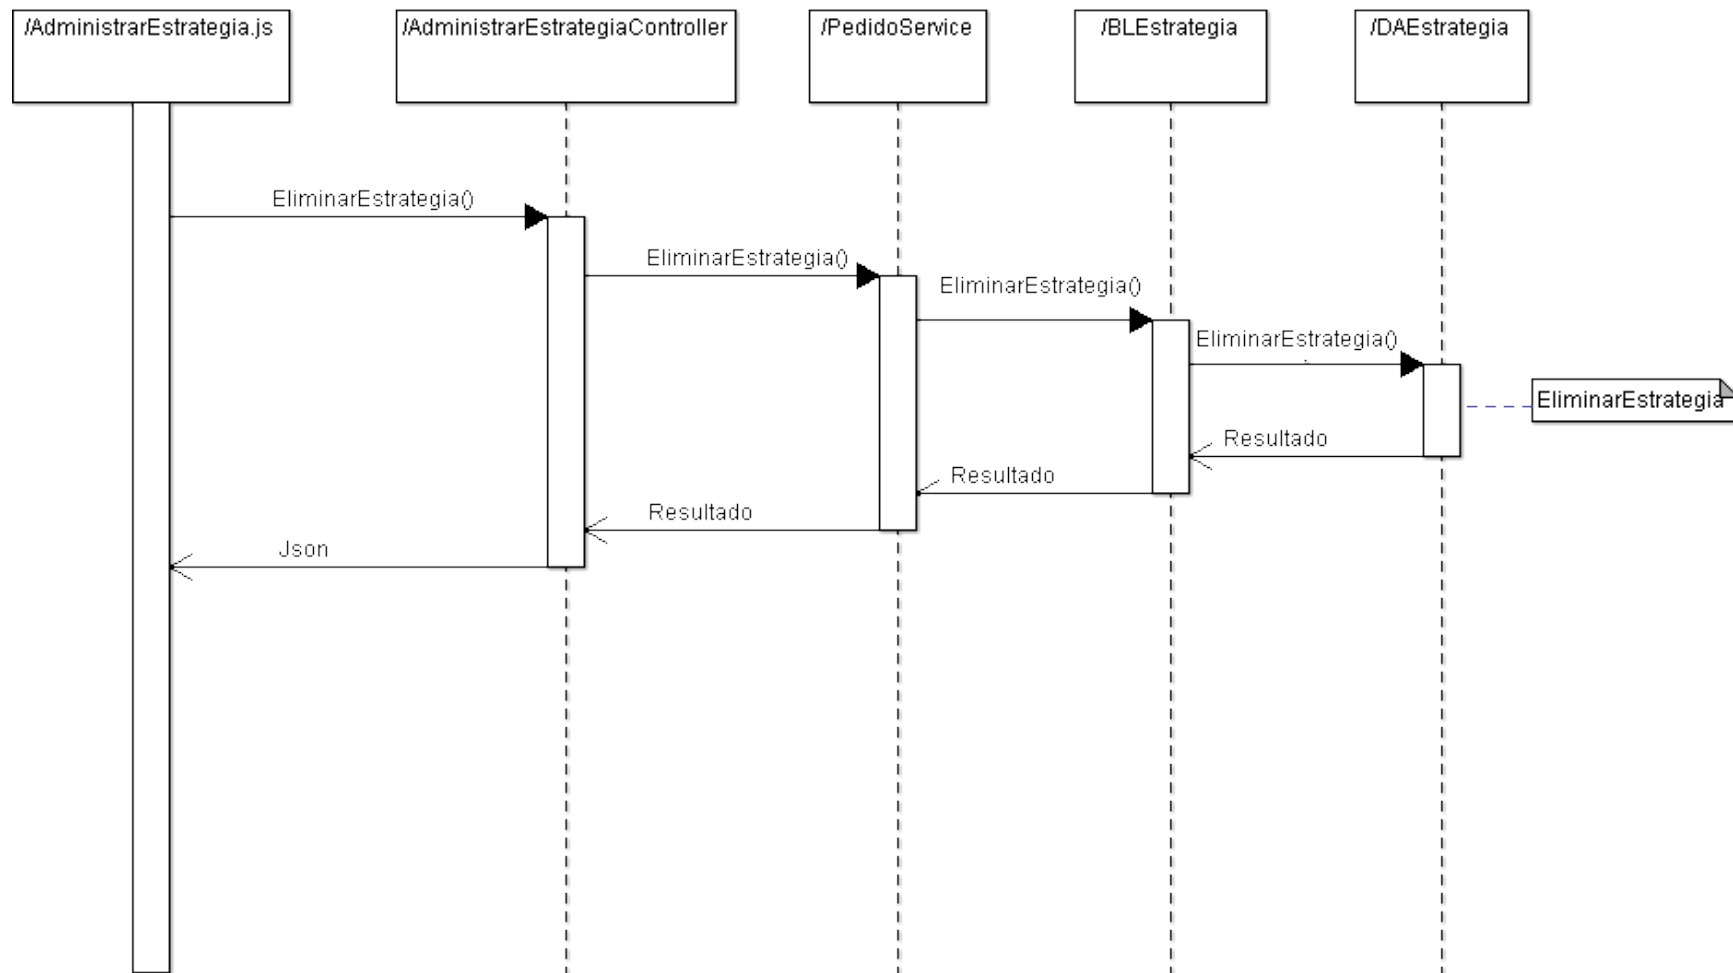 /AdministrarEstrategia.js
/AdministrarEstrategiaController
/PedidoService
/BLEstrategia
/DAEstrategia
EliminarEstrategia()
EliminarEstrategia()
EliminarEstrategia()
EliminarEstrategia()
EliminarEstrategia
Resultado
Resultado
Resultado
Json